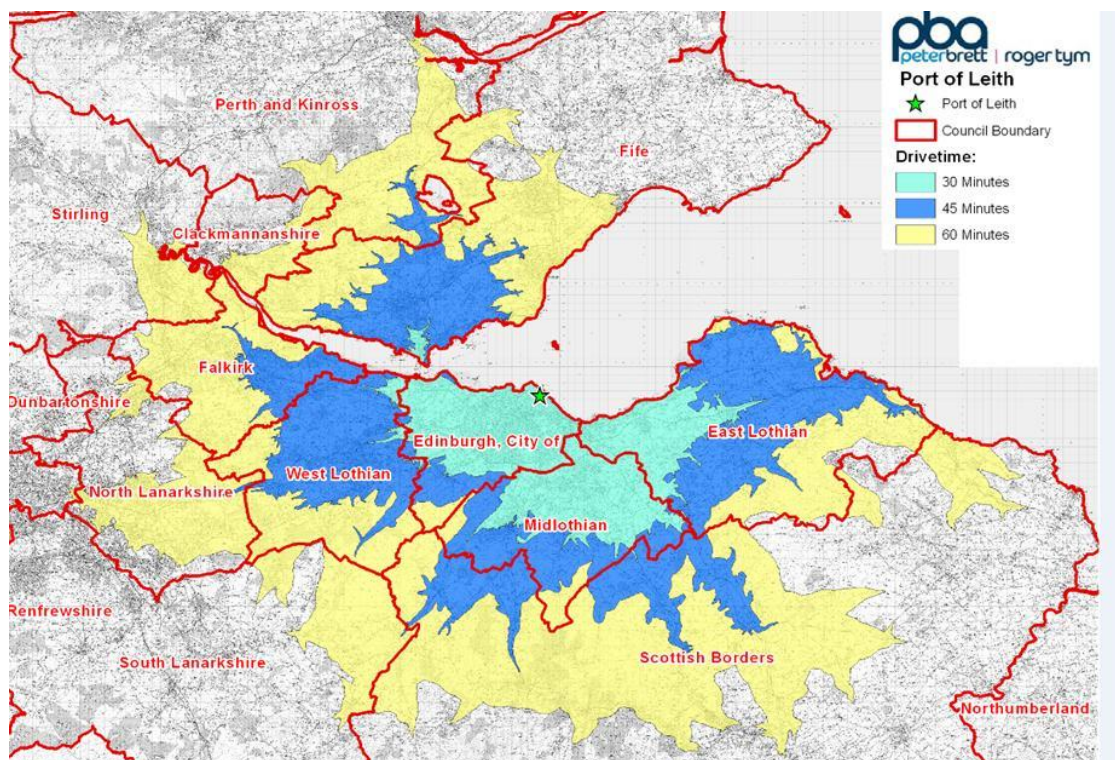 pba
peterbrett | roger tym
Port of Leith
Port of Leith
Council Boundary
Drivetime:
30 Minutes
45 Minutes
60 Minutes
Perth and Kinross
Fife
Stirling
Clackmannanshire
Falkirk
Dunbartonshire
Edinburgh, City of
East Lothian
West Lothian
North Lanarkshire
Midlothian
Renfrewshire
South Lanarkshire
Scottish Borders
Northumberland